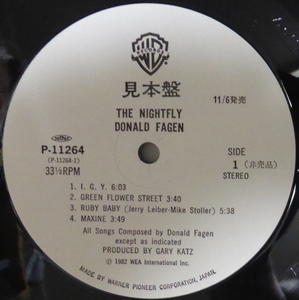 WARNER BROS. RECORDS
見本盤
THE NIGHTFLY
DONALD FAGEN
11/6発売
P-11264
(P-11264-1)
33⅓RPM
SIDE
1 (非売品)
STEREO
1. I. G. Y. 6:03
2. GREEN FLOWER STREET 3:40
3. RUBY BABY (Jerry Leiber-Mike Stoller) 5:38
4. MAXINE 3:49
All Songs Composed by Donald Fagen
except as indicated
PRODUCED BY GARY KATZ
Ⓟ 1982 WEA International Inc.
MADE BY WARNER-PIONEER CORPORATION, JAPAN